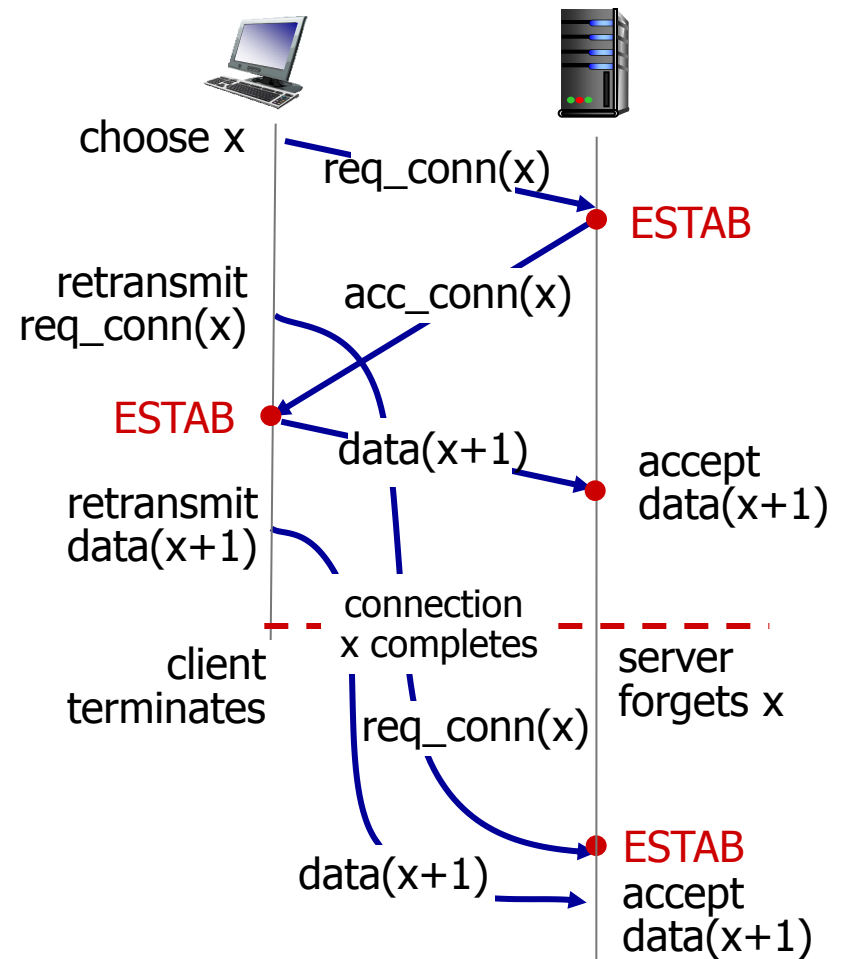 choose x
req_conn(x)
ESTAB
retransmit
req_conn(x)
acc_conn(x)
ESTAB
data(x+1)
accept
data(x+1)
retransmit
data(x+1)
connection
x completes
client
terminates
server
forgets x
req_conn(x)
data(x+1)
ESTAB
accept
data(x+1)